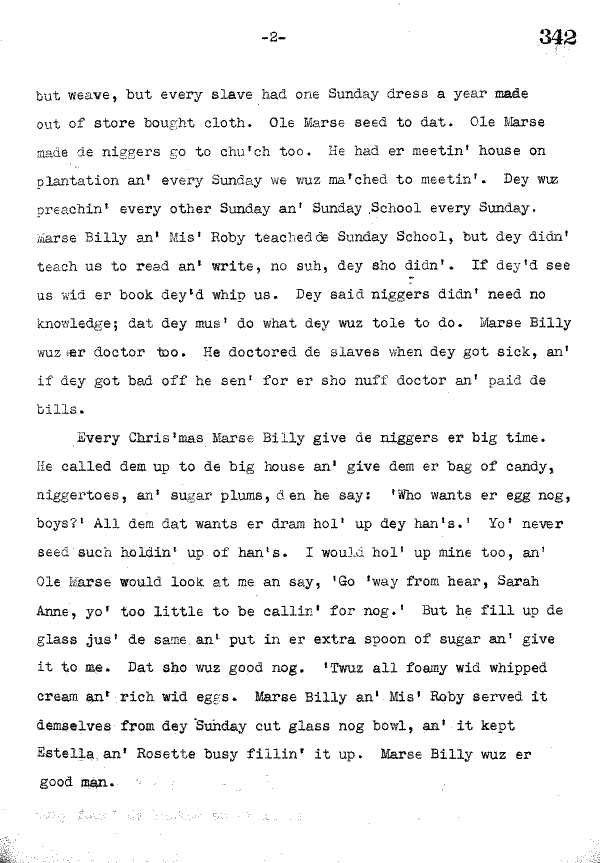 -2-
342
but weave, but every slave had one Sunday dress a year made
out of store bought cloth. Ole Marse seed to dat. Ole Marse
made de niggers go to chu'ch too. He had er meetin' house on
plantation an' every Sunday we wuz ma'ched to meetin'. Dey wuz
preachin' every other Sunday an' Sunday School every Sunday.
Marse Billy an' Mis' Roby teached de Sunday School, but dey didn'
teach us to read an' write, no suh, dey sho didn'. If dey'd see
us wid er book dey'd whip us. Dey said niggers didn' need no
knowledge; dat dey mus' do what dey wuz tole to do. Marse Billy
wuz er doctor too. He doctored de slaves when dey got sick, an'
if dey got bad off he sen' for er sho nuff doctor an' paid de
bills.
Every Chris'mas Marse Billy give de niggers er big time.
He called dem up to de big house an' give dem er bag of candy,
niggertoes, an' sugar plums, den he say: 'Who wants er egg nog,
boys?' All dem dat wants er dram hol' up dey han's.' Yo' never
seed such holdin' up of han's. I would hol' up mine too, an'
Ole Marse would look at me an say, 'Go 'way from hear, Sarah
Anne, yo' too little to be callin' for nog.' But he fill up de
glass jus' de same an' put in er extra spoon of sugar an' give
it to me. Dat sho wuz good nog. 'Twuz all foamy wid whipped
cream an' rich wid eggs. Marse Billy an' Mis' Roby served it
demselves from dey Sunday cut glass nog bowl, an' it kept
Estella an' Rosette busy fillin' it up. Marse Billy wuz er
good man.